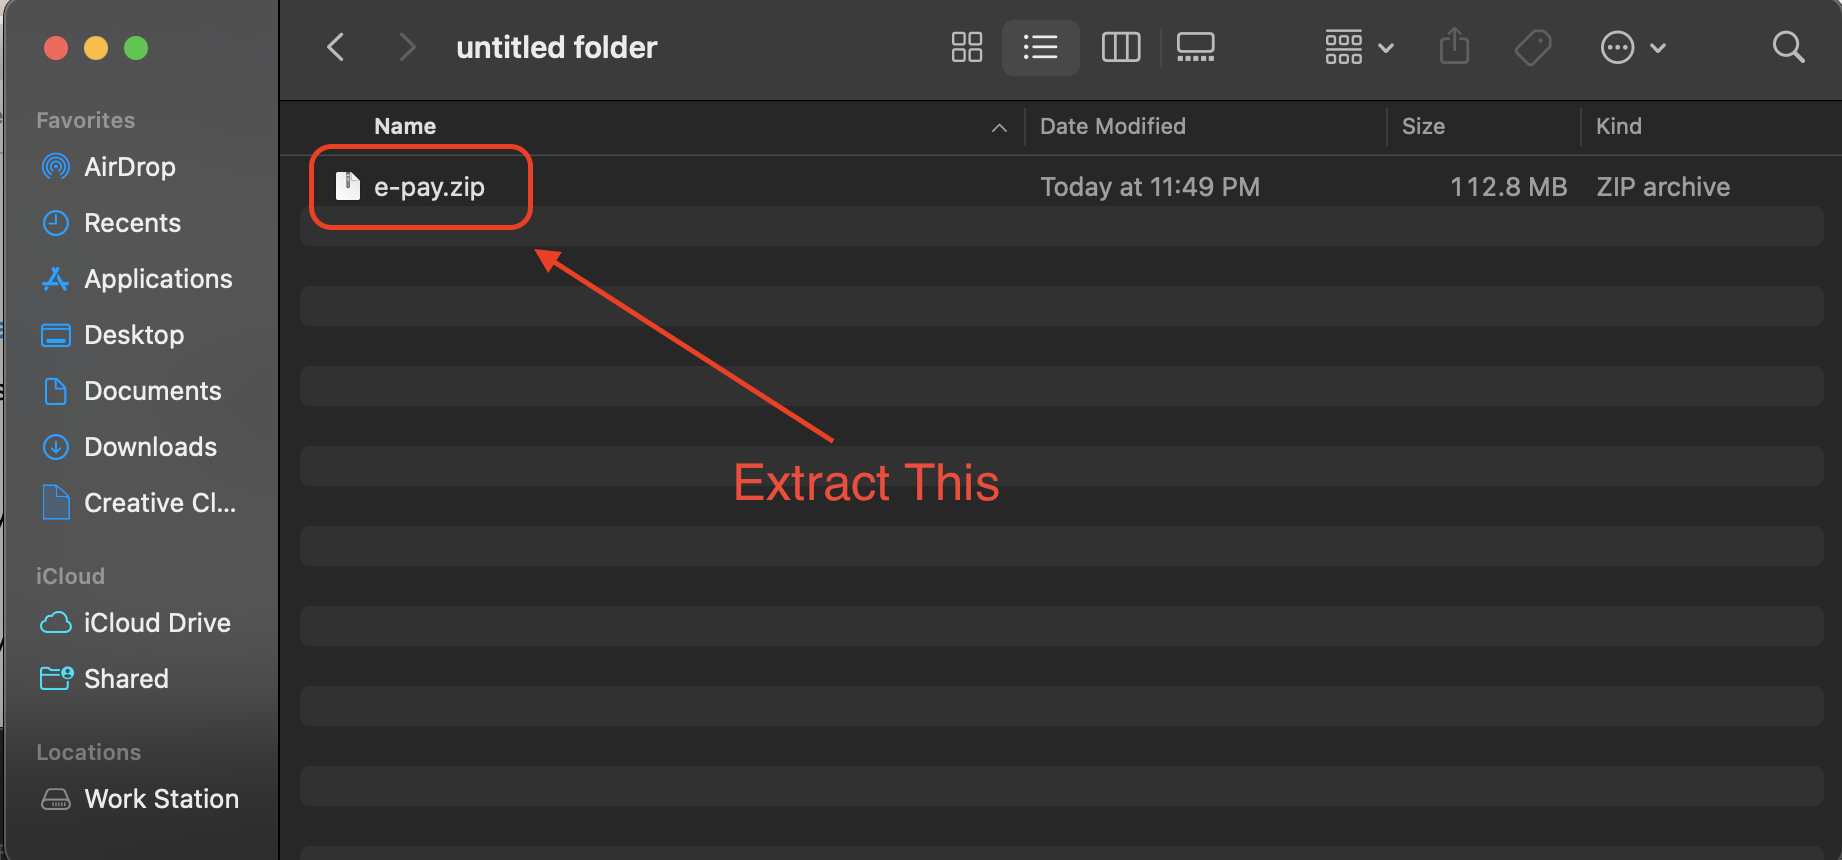 untitled folder
Favorites
AirDrop
Recents
Applications
Desktop
Documents
Downloads
Creative Cl...
iCloud
iCloud Drive
Shared
Locations
Work Station
Name Date Modified Size Kind
e-pay.zip Today at 11:49 PM 112.8 MB ZIP archive
Extract This